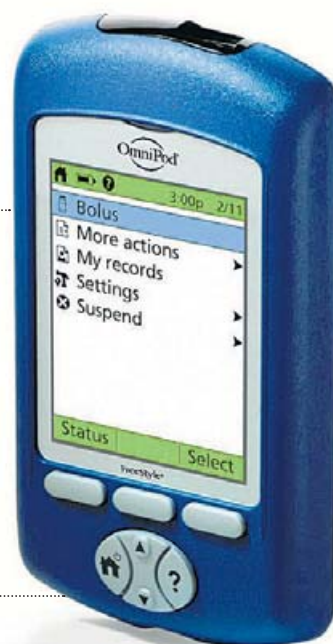 OmniPod
? 3:00p 2/11
Bolus
More actions
My records
Settings
Suspend
Status Select
FreeStyle
?